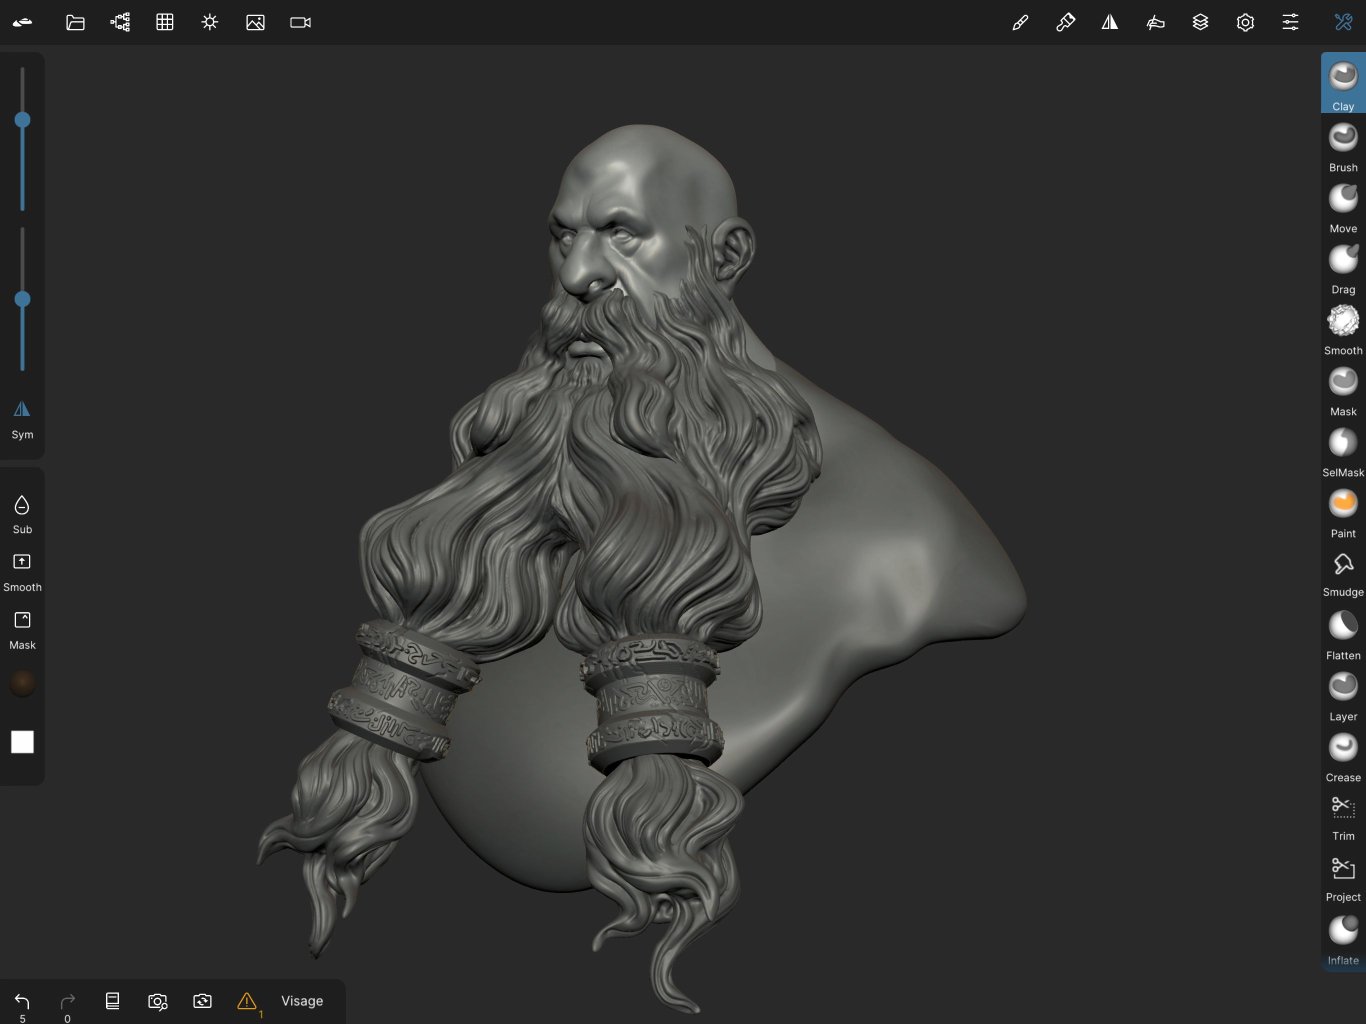 Sym
Sub
Smooth
Mask
5
0
1
Visage
Clay
Brush
Move
Drag
Smooth
Mask
SelMask
Paint
Smudge
Flatten
Layer
Crease
Trim
Project
Inflate